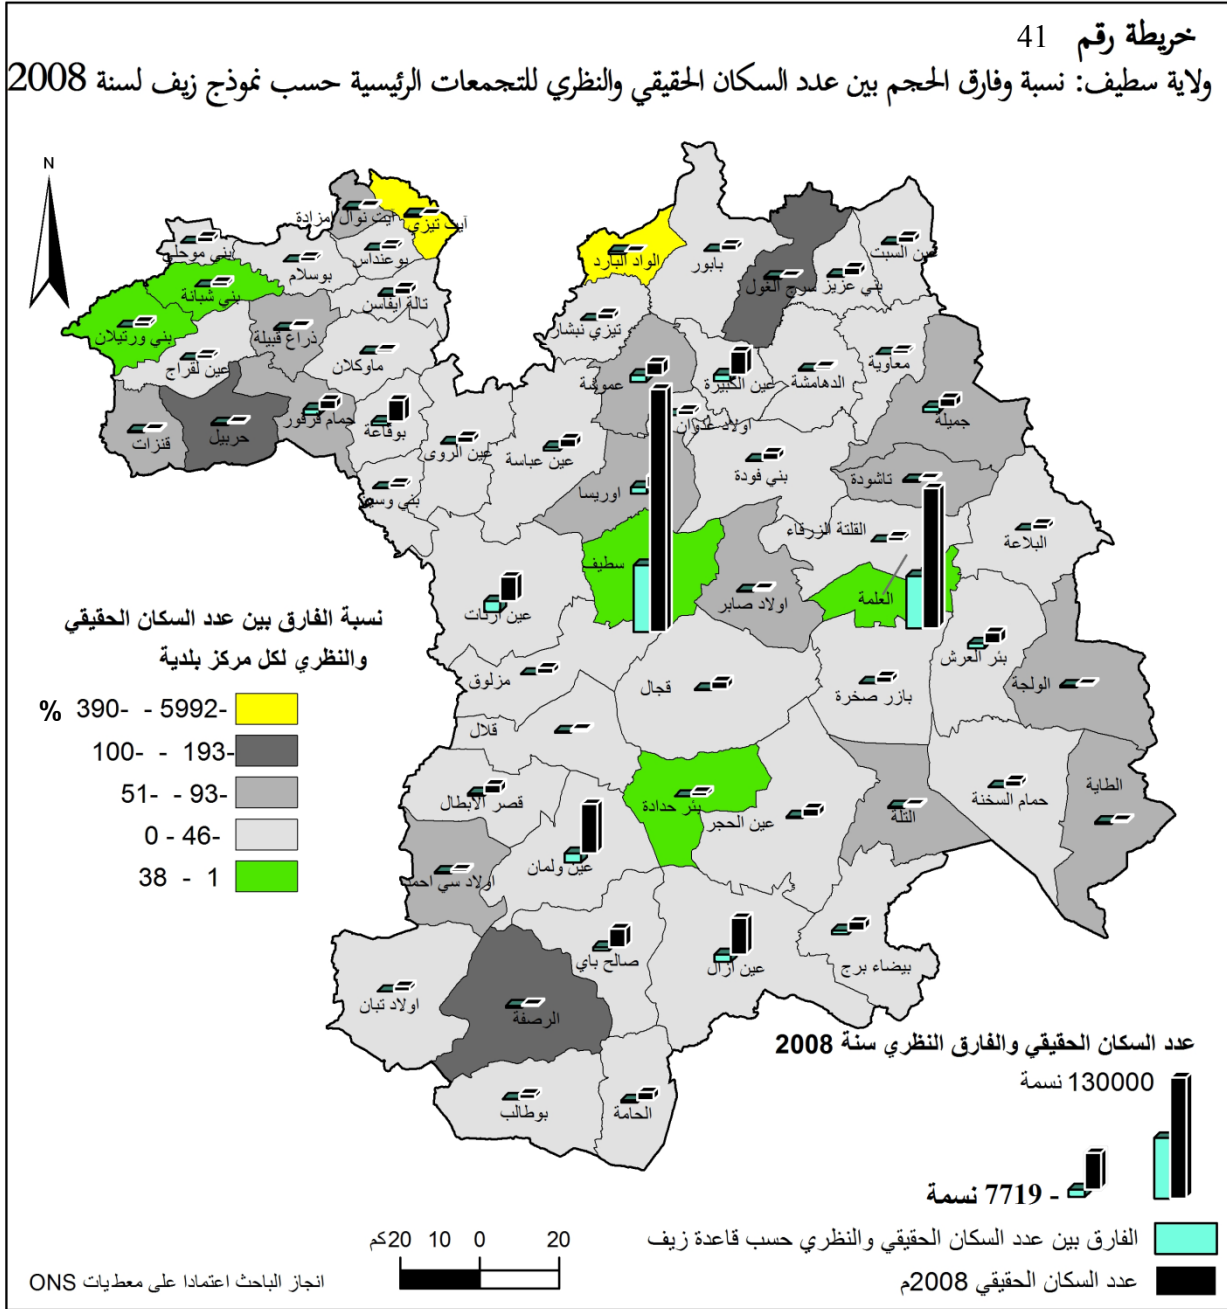 خريطة رقم 41
ولاية سطيف: نسبة وفارق الحجم بين عدد السكان الحقيقي والنظري للتجمعات الرئيسية حسب نموذج زيف لسنة 2008
N
ايت نوال امزادة
آيت تيزي
بني موحلي
بوسلام
بوعنداس
بني شبانة
تالة ايفاسن
بني ورتيلان
ذراع قبيلة
عين لقراج
ماوكلان
قنزات
حربيل
حمام قرقور
بوقاعة
عين الروى
بني وسين
الواد البارد
بابور
سرج الغول
بني عزيز
عين السبت
تيزي نبشار
عموشة
عين الكبيرة
الدهامشة
معاوية
جميلة
اولاد عدوان
عين عباسة
اوريسا
بني فودة
تاشودة
القلتة الزرقاء
البلاعة
سطيف
اولاد صابر
العلمة
عين ارنات
بئر العرش
الولجة
مزلوق
قجال
بازر صخرة
قلال
قصر الابطال
بئر حدادة
عين الحجر
التلة
حمام السخنة
الطاية
عين ولمان
اولاد سي احمد
صالح باي
عين ازال
بيضاء برج
اولاد تبان
الرصفة
بوطالب
الحامة
نسبة الفارق بين عدد السكان الحقيقي
والنظري لكل مركز بلدية
% 390- - 5992-
100- - 193-
51- - 93-
0 - 46-
38 - 1
عدد السكان الحقيقي والفارق النظري سنة 2008
130000 نسمة
- 7719 نسمة
الفارق بين عدد السكان الحقيقي والنظري حسب قاعدة زيف
عدد السكان الحقيقي 2008م
20 10 0 20 كم
انجاز الباحث اعتمادا على معطيات ONS